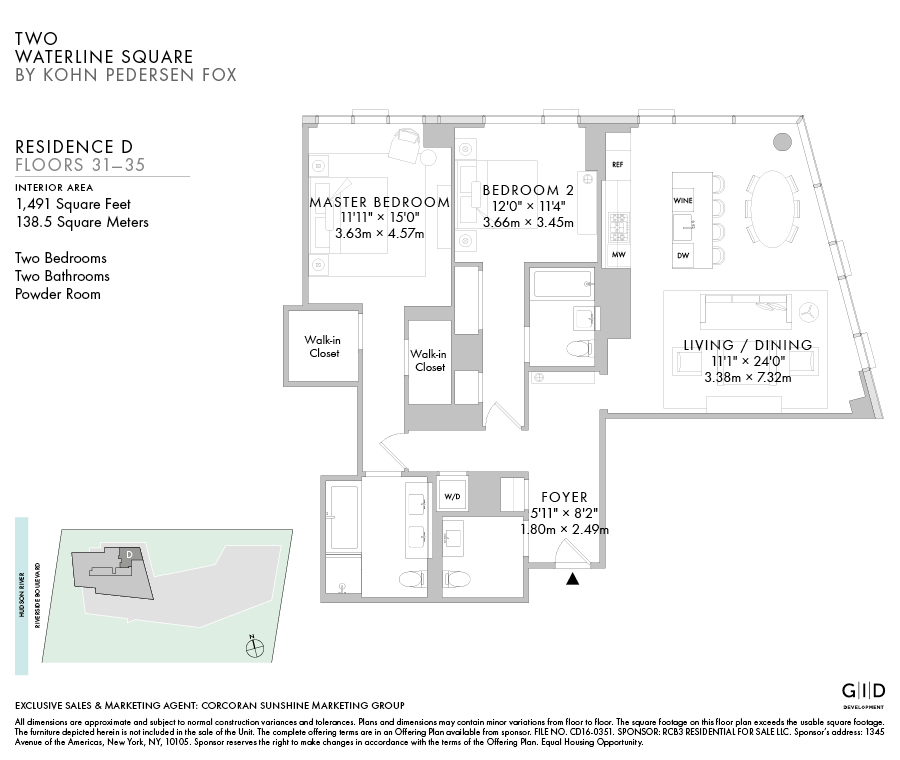 TWO
WATERLINE SQUARE
BY KOHN PEDERSEN FOX
RESIDENCE D
FLOORS 31–35
INTERIOR AREA
1,491 Square Feet
138.5 Square Meters
Two Bedrooms
Two Bathrooms
Powder Room
MASTER BEDROOM
11'11" × 15'0"
3.63m × 4.57m
BEDROOM 2
12'0" × 11'4"
3.66m × 3.45m
REF
WINE
MW
DW
Walk-in
Closet
Walk-in
Closet
LIVING / DINING
11'1" × 24'0"
3.38m × 7.32m
W/D
FOYER
5'11" × 8'2"
1.80m × 2.49m
HUDSON RIVER
RIVERSIDE BOULEVARD
D
N
G|I|D
DEVELOPMENT
EXCLUSIVE SALES & MARKETING AGENT: CORCORAN SUNSHINE MARKETING GROUP
All dimensions are approximate and subject to normal construction variances and tolerances. Plans and dimensions may contain minor variations from floor to floor. The square footage on this floor plan exceeds the usable square footage.
The furniture depicted herein is not included in the sale of the Unit. The complete offering terms are in an Offering Plan available from sponsor. FILE NO. CD16-0351. SPONSOR: RCB3 RESIDENTIAL FOR SALE LLC. Sponsor's address: 1345
Avenue of the Americas, New York, NY, 10105. Sponsor reserves the right to make changes in accordance with the terms of the Offering Plan. Equal Housing Opportunity.